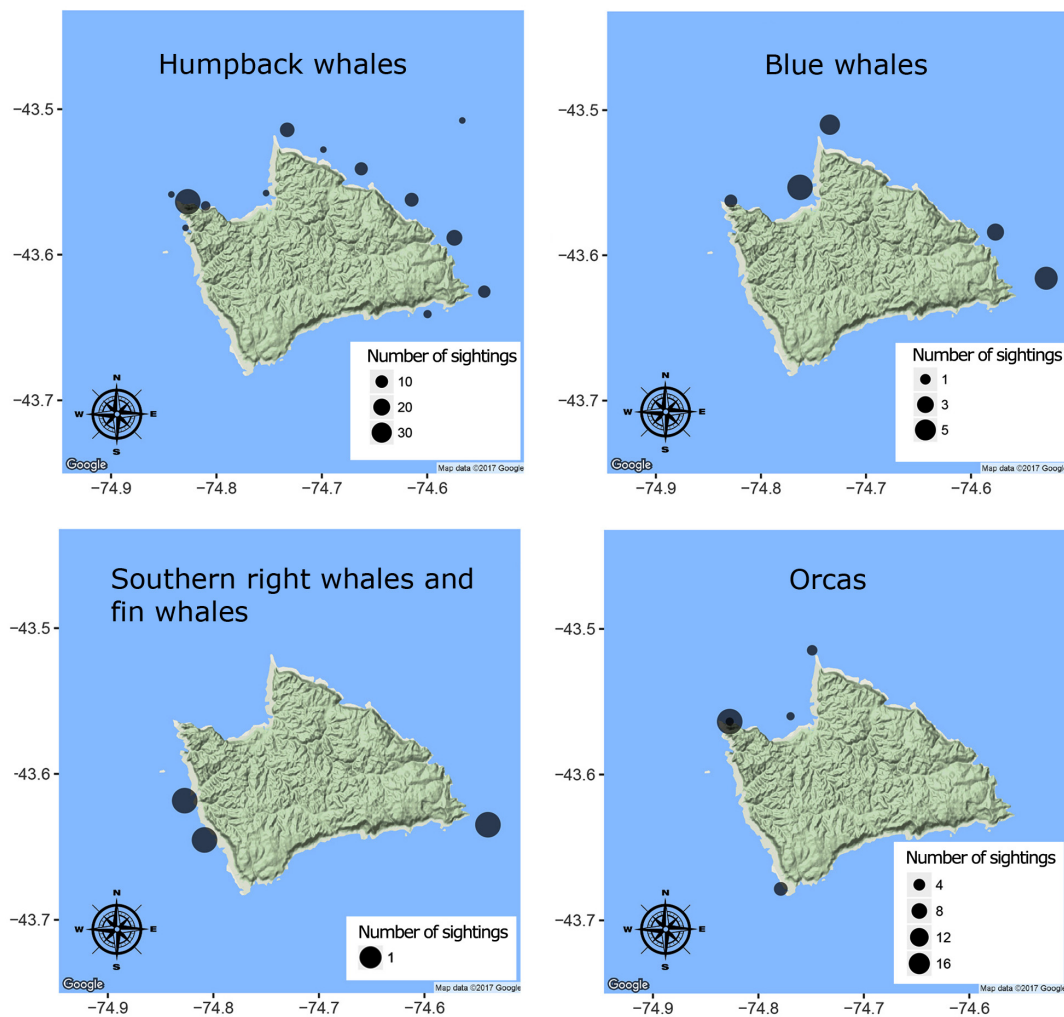 Humpback whales
−43.5
−43.6
−43.7
N
W E
S
Number of sightings
10
20
30
Google
Map data ©2017 Google
−74.9 −74.8 −74.7 −74.6
Blue whales
−43.5
−43.6
−43.7
N
W E
S
Number of sightings
1
3
5
Google
Map data ©2017 Google
−74.9 −74.8 −74.7 −74.6
Southern right whales and
fin whales
−43.5
−43.6
−43.7
N
W E
S
Number of sightings
1
Google
Map data ©2017 Google
−74.9 −74.8 −74.7 −74.6
Orcas
−43.5
−43.6
−43.7
N
W E
S
Number of sightings
4
8
12
16
Google
Map data ©2017 Google
−74.9 −74.8 −74.7 −74.6